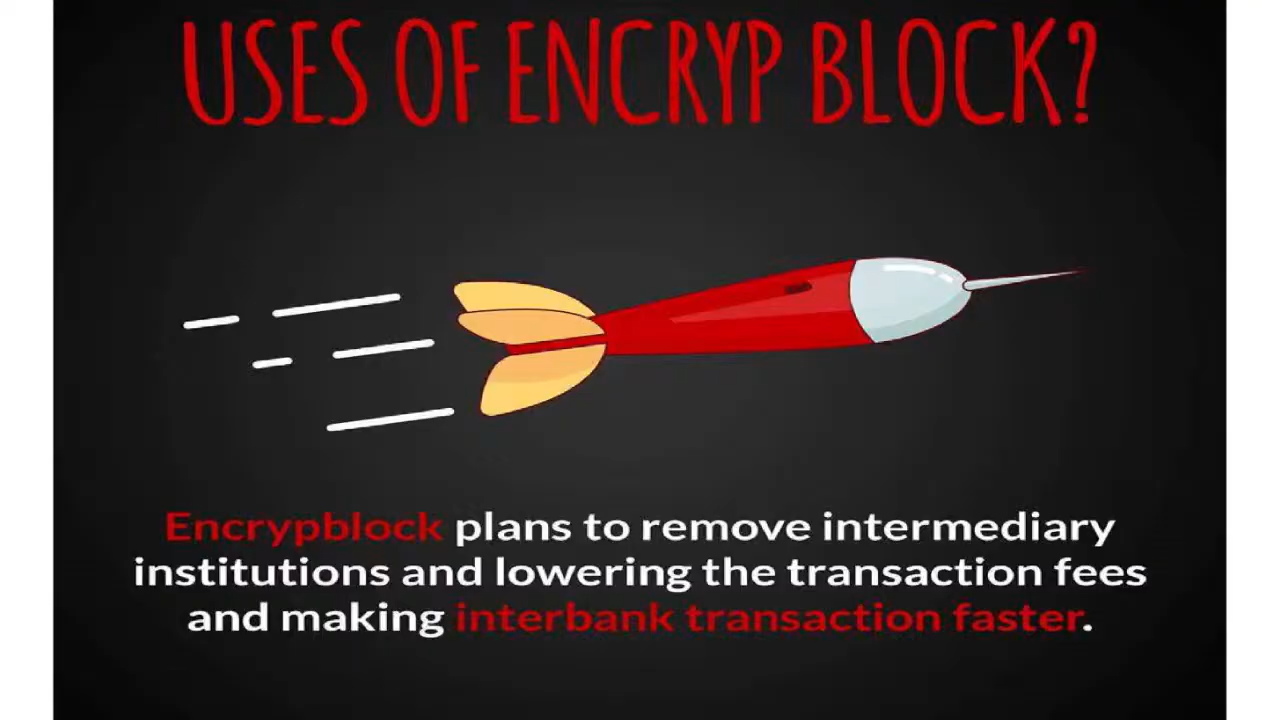 USES OF ENCRYP BLOCK?
Encrypblock plans to remove intermediary
institutions and lowering the transaction fees
and making interbank transaction faster.